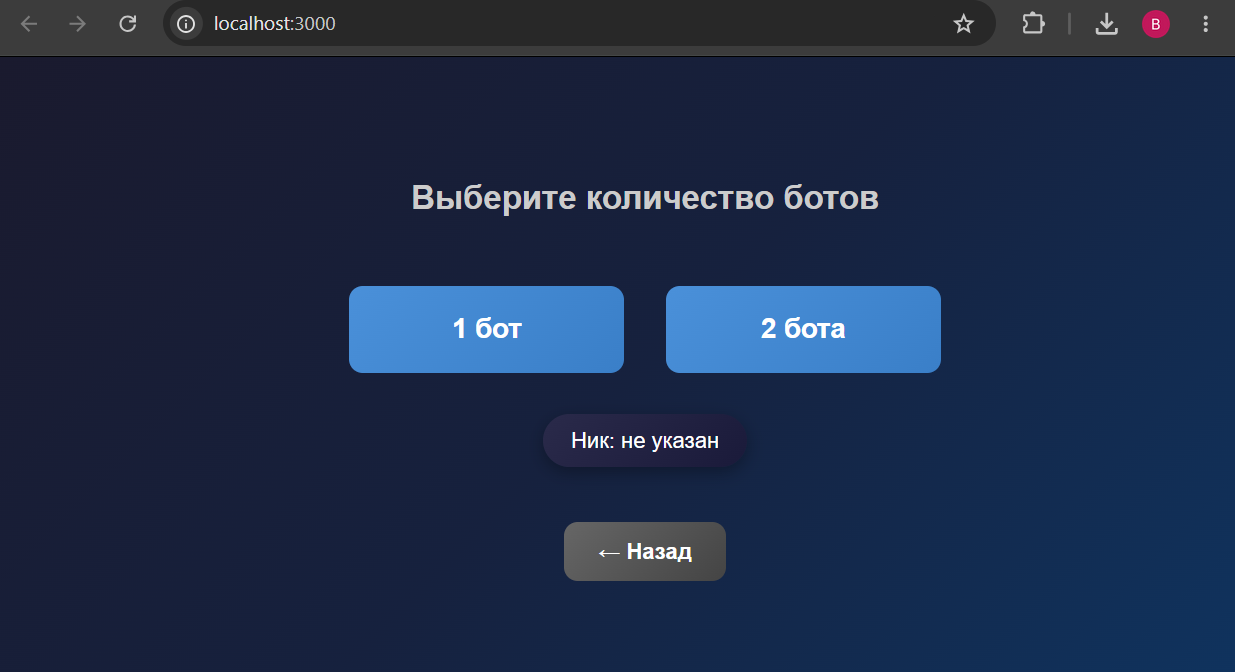 localhost:3000
B
Выберите количество ботов
1 бот
2 бота
Ник: не указан
← Назад